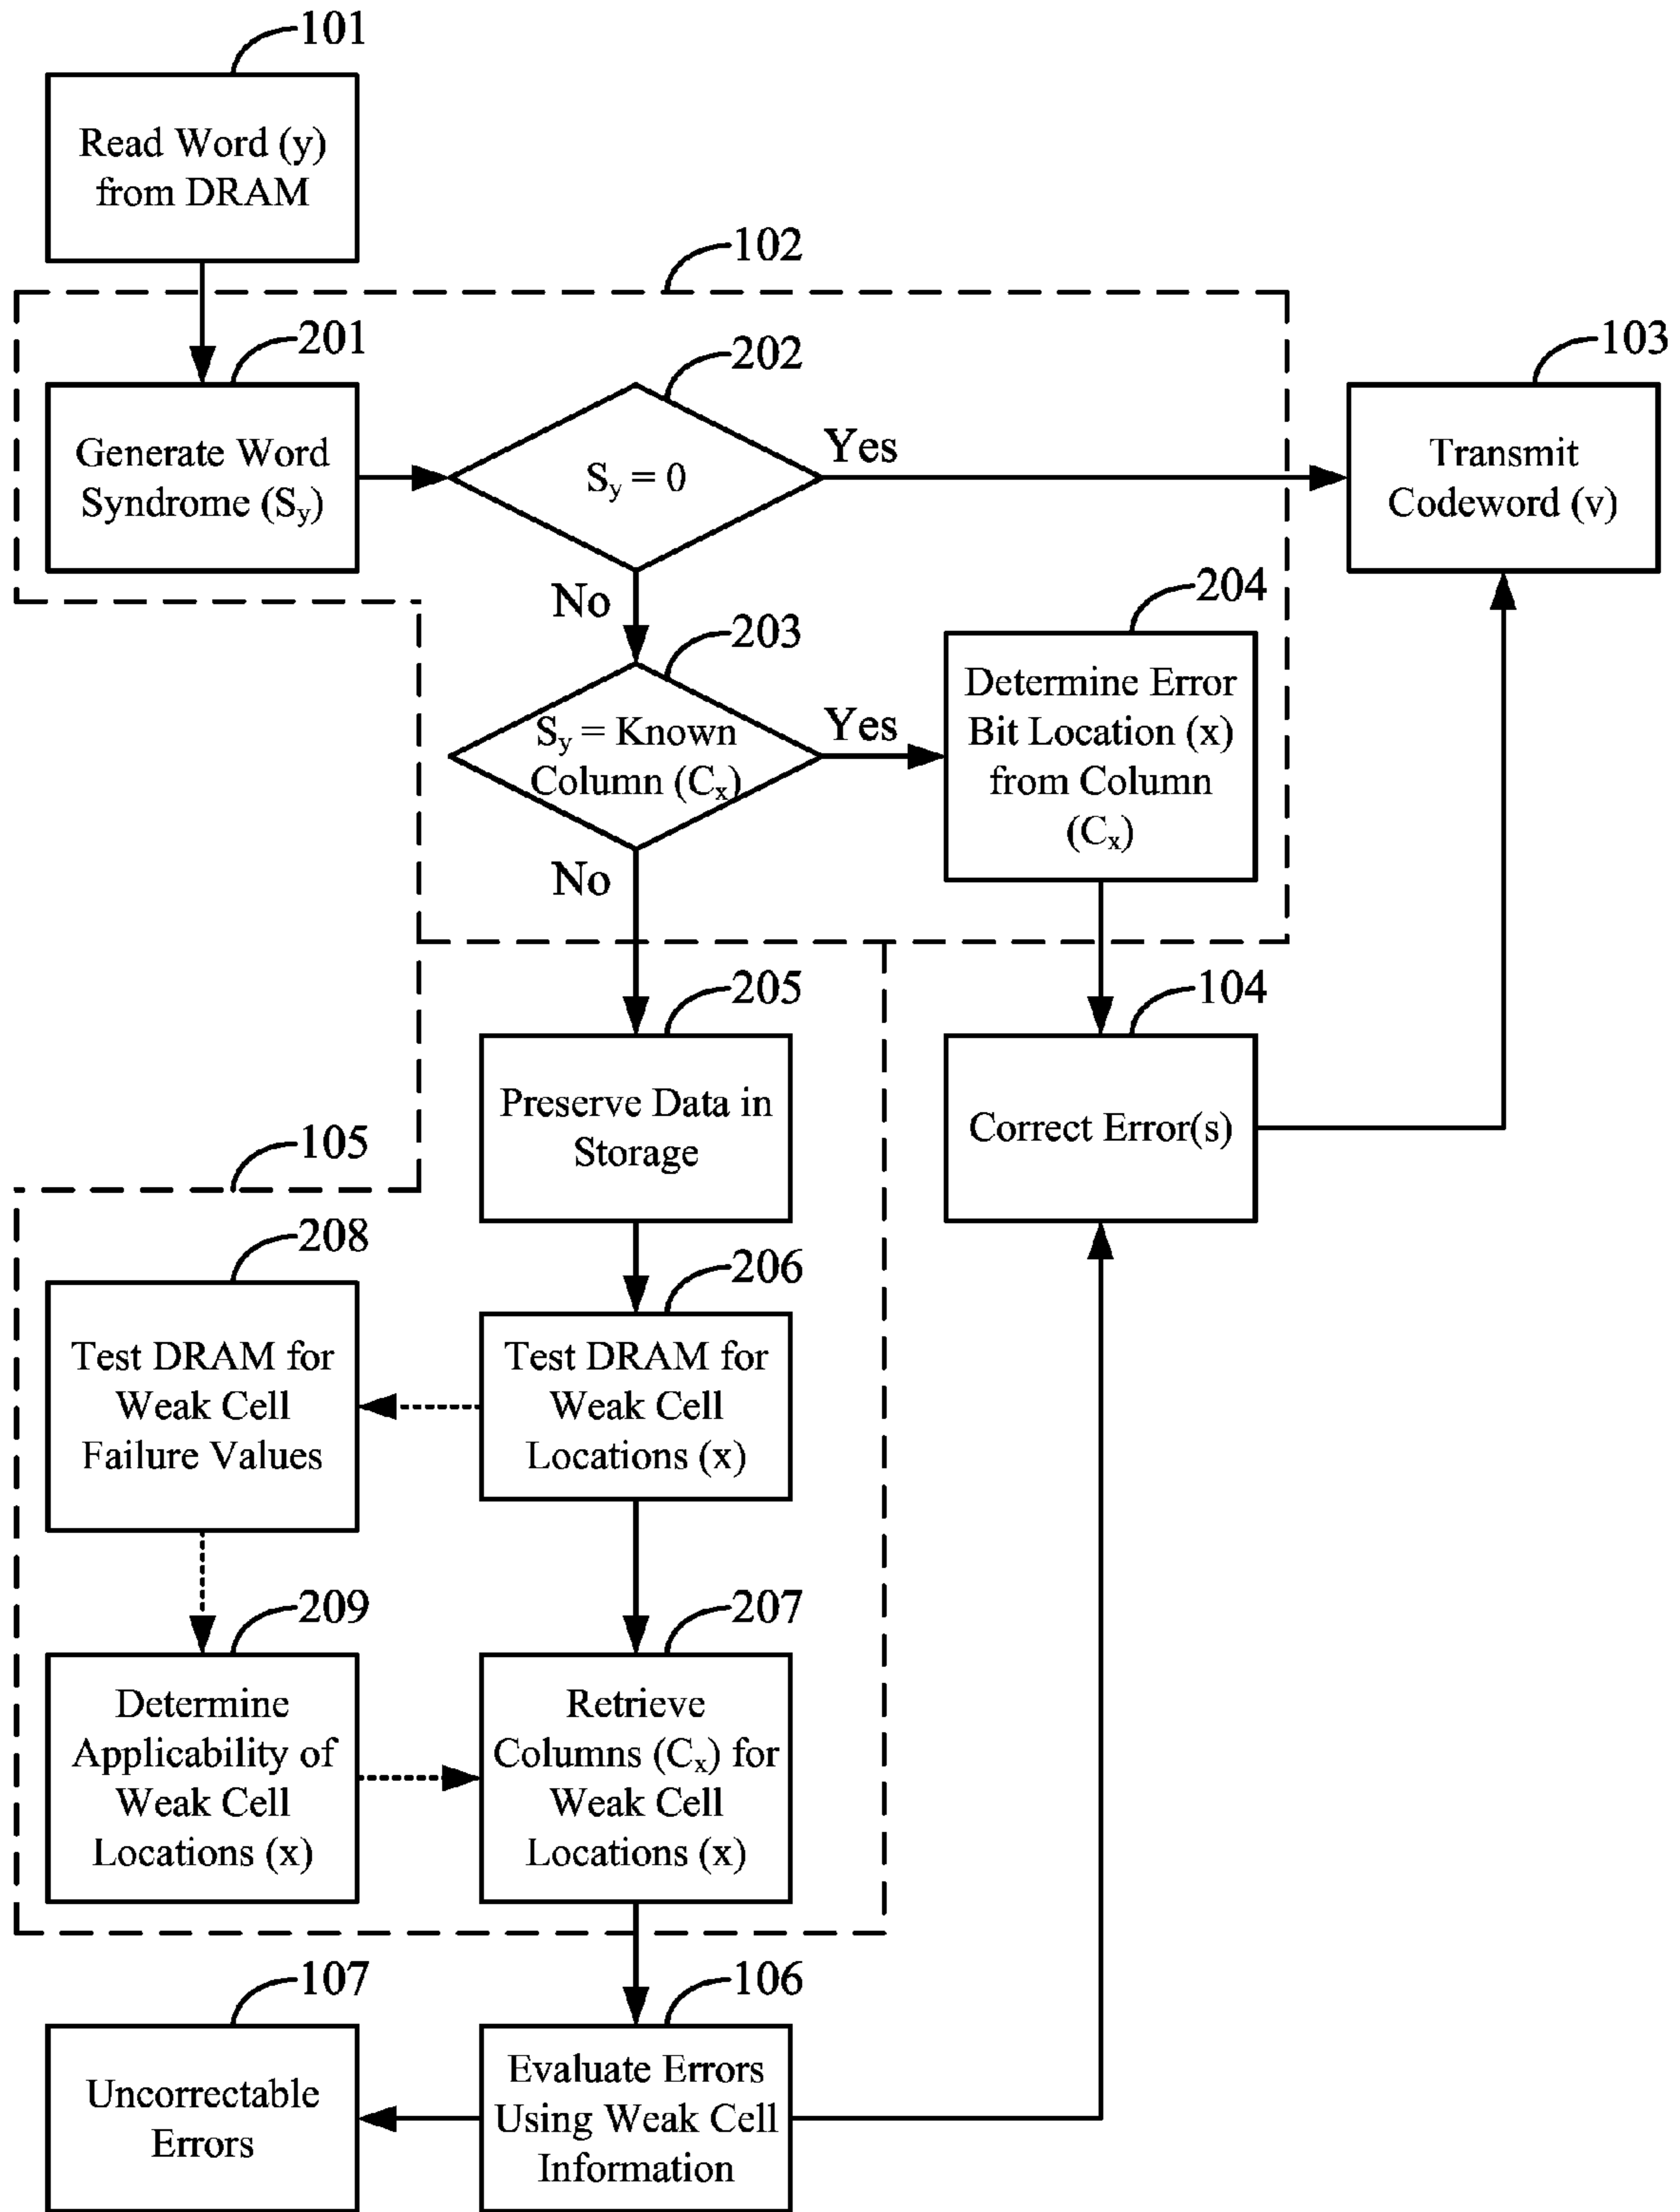 101
Read Word (y)
from DRAM
102
201
Generate Word
Syndrome (Sy)
202
Sy = 0
Yes
No
103
Transmit
Codeword (v)
203
Sy = Known
Column (Cx)
Yes
No
204
Determine Error
Bit Location (x)
from Column
(Cx)
205
Preserve Data in
Storage
104
Correct Error(s)
105
208
Test DRAM for
Weak Cell
Failure Values
206
Test DRAM for
Weak Cell
Locations (x)
209
Determine
Applicability of
Weak Cell
Locations (x)
207
Retrieve
Columns (Cx) for
Weak Cell
Locations (x)
107
Uncorrectable
Errors
106
Evaluate Errors
Using Weak Cell
Information